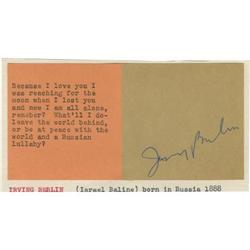 Because I love you I
was reaching for the
moon when I lost you
and now I am all alone,
remeber? What'll I do-
leave the world behind,
or be at peace with the
world and a Russian
lullaby?
Irving Berlin
IRVING BERLIN (Israel Baline) born in Russia 1888